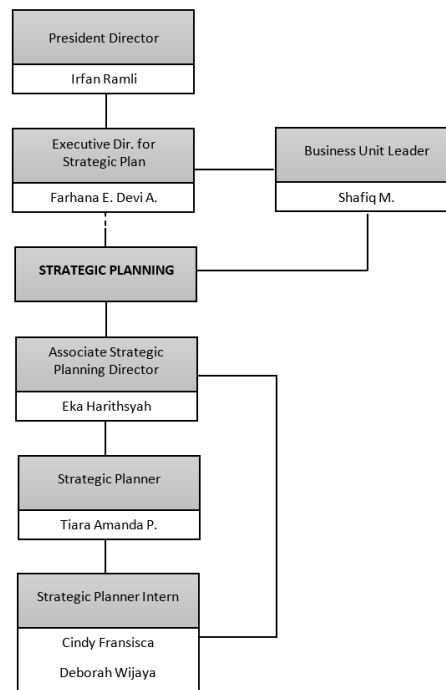 President Director
Irfan Ramli
Executive Dir. for
Strategic Plan
Farhana E. Devi A.
Business Unit Leader
Shafiq M.
STRATEGIC PLANNING
Associate Strategic
Planning Director
Eka Harithsyah
Strategic Planner
Tiara Amanda P.
Strategic Planner Intern
Cindy Fransisca
Deborah Wijaya